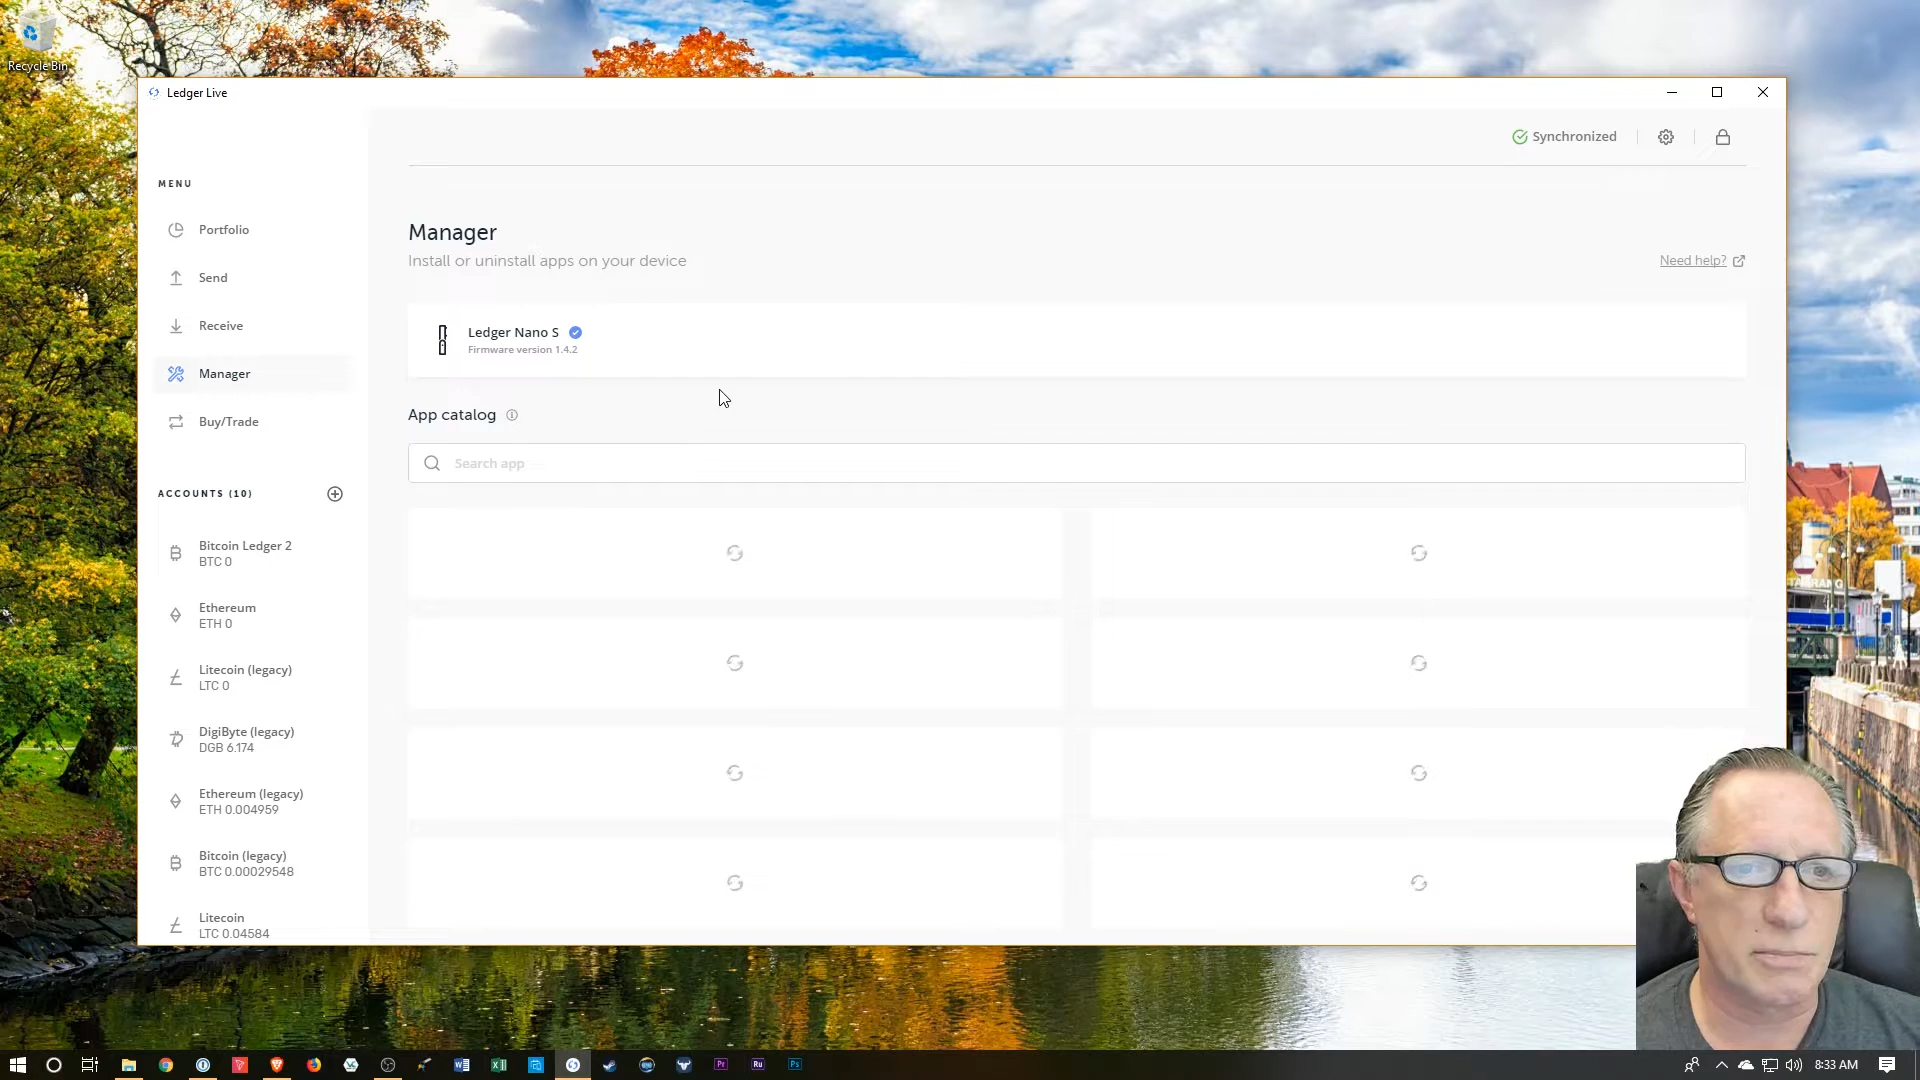 Recycle Bin
Ledger Live
Synchronized
MENU
Portfolio
Send
Receive
Manager
Buy/Trade
ACCOUNTS (10)
Bitcoin Ledger 2
BTC 0
Ethereum
ETH 0
Litecoin (legacy)
LTC 0
DigiByte (legacy)
DGB 6.174
Ethereum (legacy)
ETH 0.004959
Bitcoin (legacy)
BTC 0.00029548
Litecoin
LTC 0.04584
Manager
Install or uninstall apps on your device
Need help?
Ledger Nano S
Firmware version 1.4.2
App catalog
Search app
Pr
Ru
Ps
8:33 AM